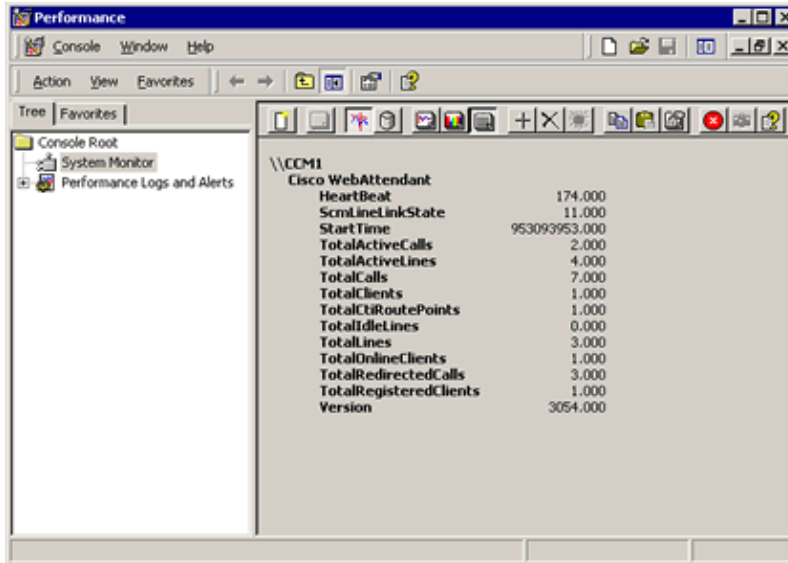 Performance
Console Window Help
Action View Favorites
Tree Favorites
Console Root
System Monitor
Performance Logs and Alerts
\\CCM1
Cisco WebAttendant
HeartBeat 174.000
ScmLineLinkState 11.000
StartTime 953093953.000
TotalActiveCalls 2.000
TotalActiveLines 4.000
TotalCalls 7.000
TotalClients 1.000
TotalCtiRoutePoints 1.000
TotalIdleLines 0.000
TotalLines 3.000
TotalOnlineClients 1.000
TotalRedirectedCalls 3.000
TotalRegisteredClients 1.000
Version 3054.000